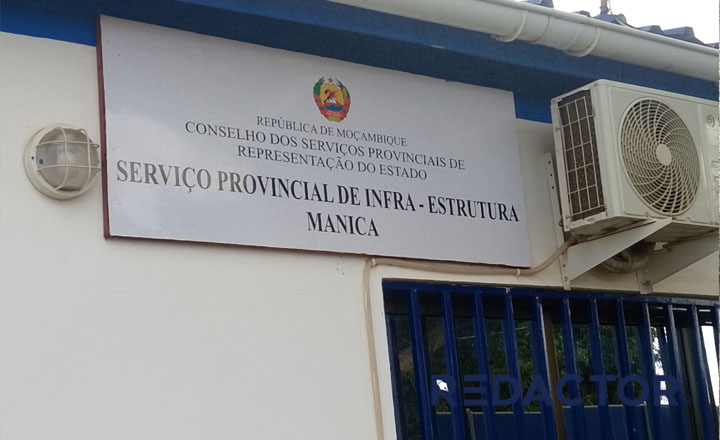 REPÚBLICA DE MOÇAMBIQUE
CONSELHO DOS SERVIÇOS PROVINCIAIS DE
REPRESENTAÇÃO DO ESTADO
SERVIÇO PROVINCIAL DE INFRA - ESTRUTURA
MANICA
REDACTOR